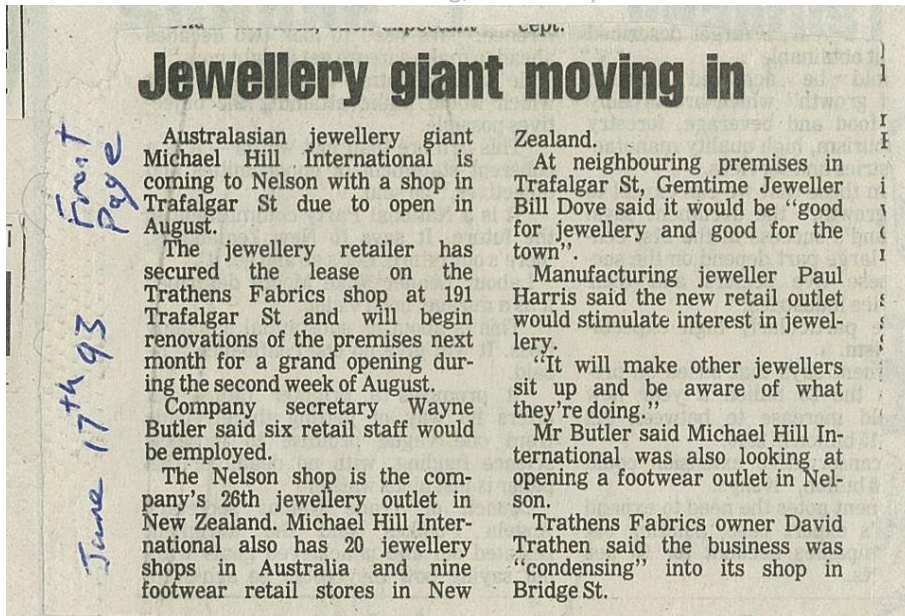 Jewellery giant moving in
Front
Page
June 17th 93
Australasian jewellery giant
Michael Hill International is
coming to Nelson with a shop in
Trafalgar St due to open in
August.
The jewellery retailer has
secured the lease on the
Trathens Fabrics shop at 191
Trafalgar St and will begin
renovations of the premises next
month for a grand opening dur-
ing the second week of August.
Company secretary Wayne
Butler said six retail staff would
be employed.
The Nelson shop is the com-
pany's 26th jewellery outlet in
New Zealand. Michael Hill Inter-
national also has 20 jewellery
shops in Australia and nine
footwear retail stores in New
Zealand.
At neighbouring premises in
Trafalgar St, Gemtime Jeweller
Bill Dove said it would be "good
for jewellery and good for the
town".
Manufacturing jeweller Paul
Harris said the new retail outlet
would stimulate interest in jewel-
lery.
"It will make other jewellers
sit up and be aware of what
they're doing."
Mr Butler said Michael Hill In-
ternational was also looking at
opening a footwear outlet in Nel-
son.
Trathens Fabrics owner David
Trathen said the business was
"condensing" into its shop in
Bridge St.